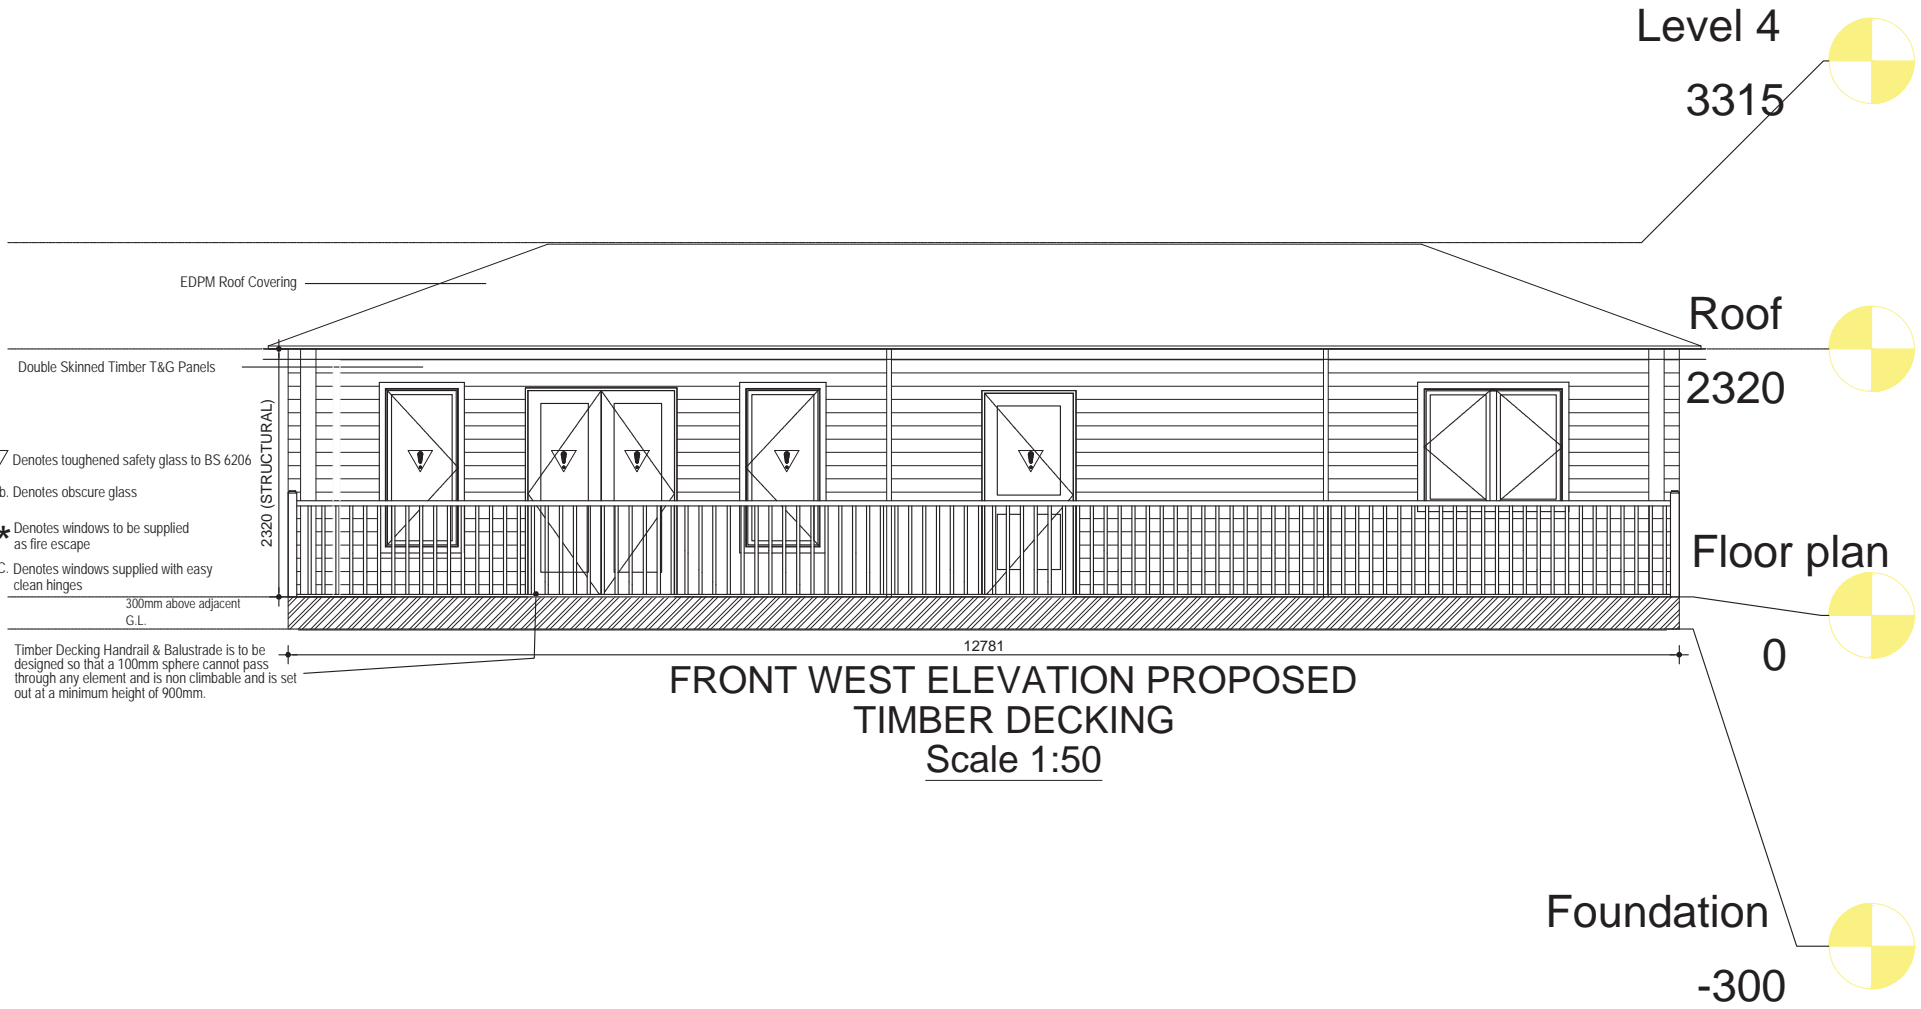 Level 4
3315
EDPM Roof Covering
Roof
Double Skinned Timber T&G Panels
2320
2320 (STRUCTURAL)
Denotes toughened safety glass to BS 6206
b. Denotes obscure glass
* Denotes windows to be supplied
as fire escape
C. Denotes windows supplied with easy
clean hinges
Floor plan
300mm above adjacent
G.L.
0
Timber Decking Handrail & Balustrade is to be
designed so that a 100mm sphere cannot pass
through any element and is non climbable and is set
out at a minimum height of 900mm.
12781
FRONT WEST ELEVATION PROPOSED
TIMBER DECKING
Scale 1:50
Foundation
-300